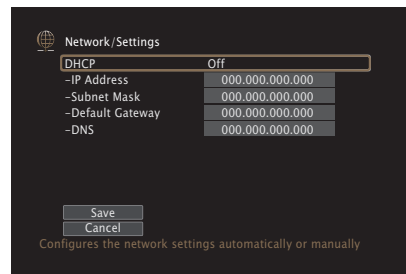 Network/Settings
DHCP Off
-IP Address 000.000.000.000
-Subnet Mask 000.000.000.000
-Default Gateway 000.000.000.000
-DNS 000.000.000.000
Save
Cancel
Configures the network settings automatically or manually